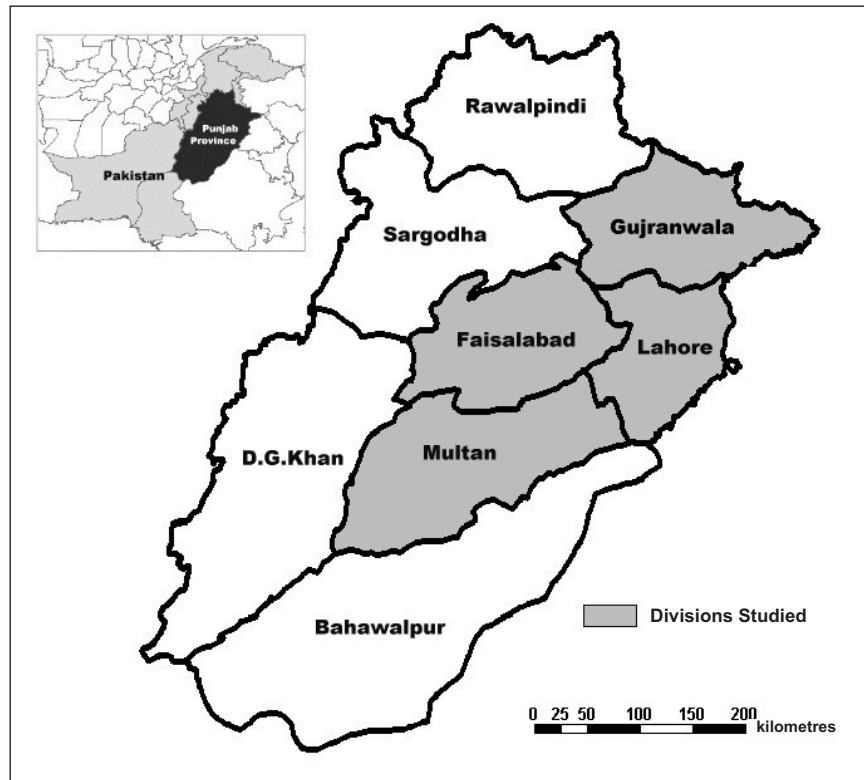 Punjab
Province
Pakistan
Rawalpindi
Gujranwala
Sargodha
Faisalabad
Lahore
D.G.Khan
Multan
Bahawalpur
Divisions Studied
0 25 50 100 150 200
kilometres